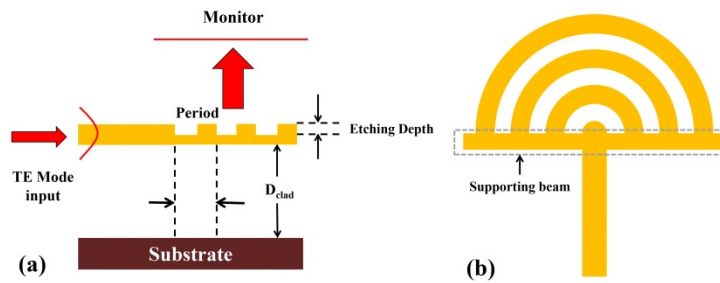 Monitor
Period
Etching Depth
TE Mode
input
D_clad
Substrate
(a)
Supporting beam
(b)